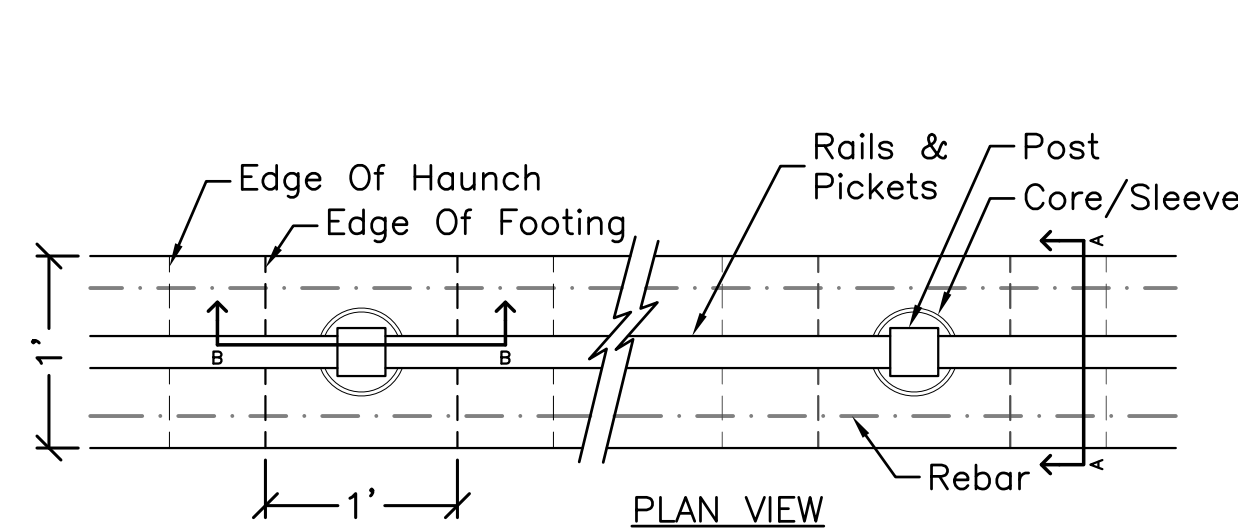 Rails &
Pickets
Post
Core/Sleeve
Edge Of Haunch
Edge Of Footing
A
1'
B
B
A
Rebar
1'
PLAN VIEW